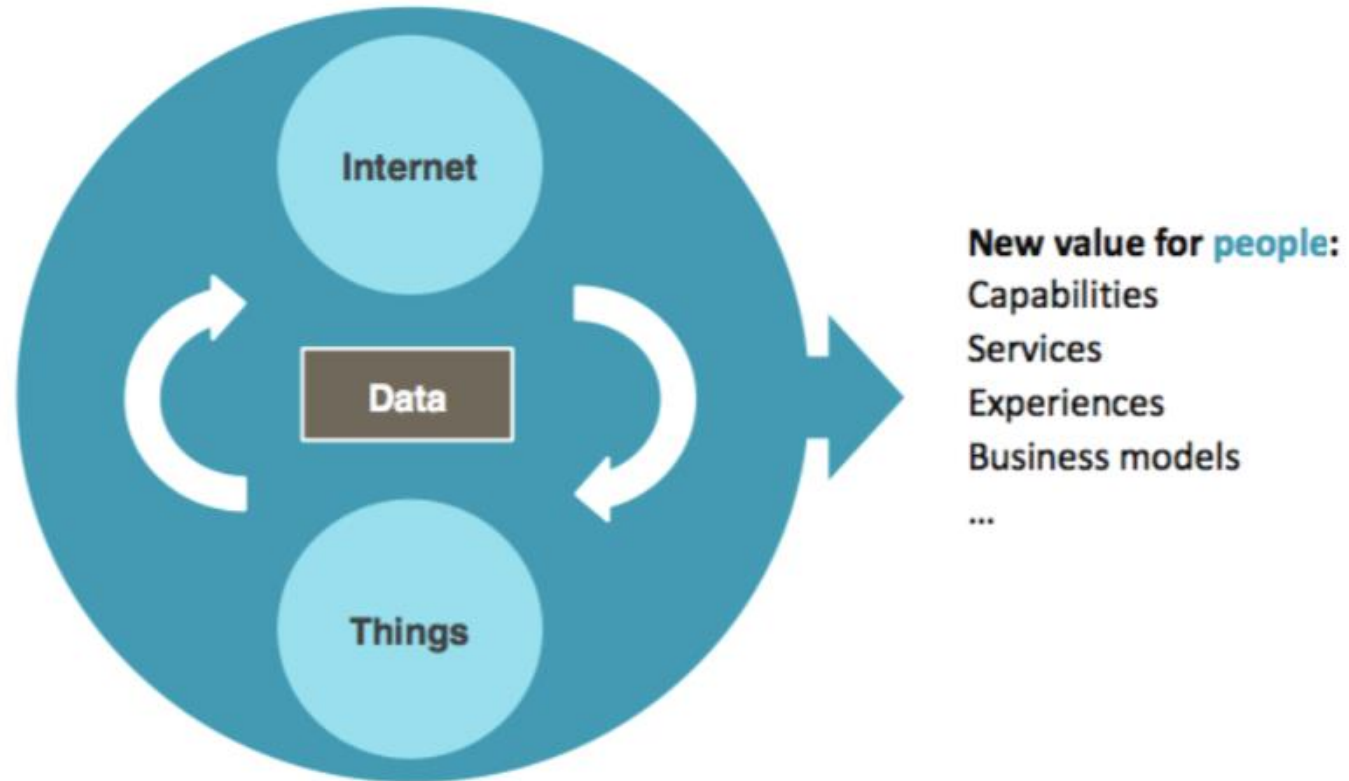 Internet
Data
Things
New value for people:
Capabilities
Services
Experiences
Business models
...